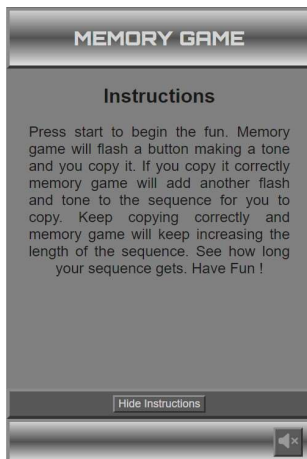 MEMORY GAME
Instructions
Press start to begin the fun. Memory
game will flash a button making a tone
and you copy it. If you copy it correctly
memory game will add another flash
and tone to the sequence for you to
copy. Keep copying correctly and
memory game will keep increasing the
length of the sequence. See how long
your sequence gets. Have Fun !
Hide Instructions